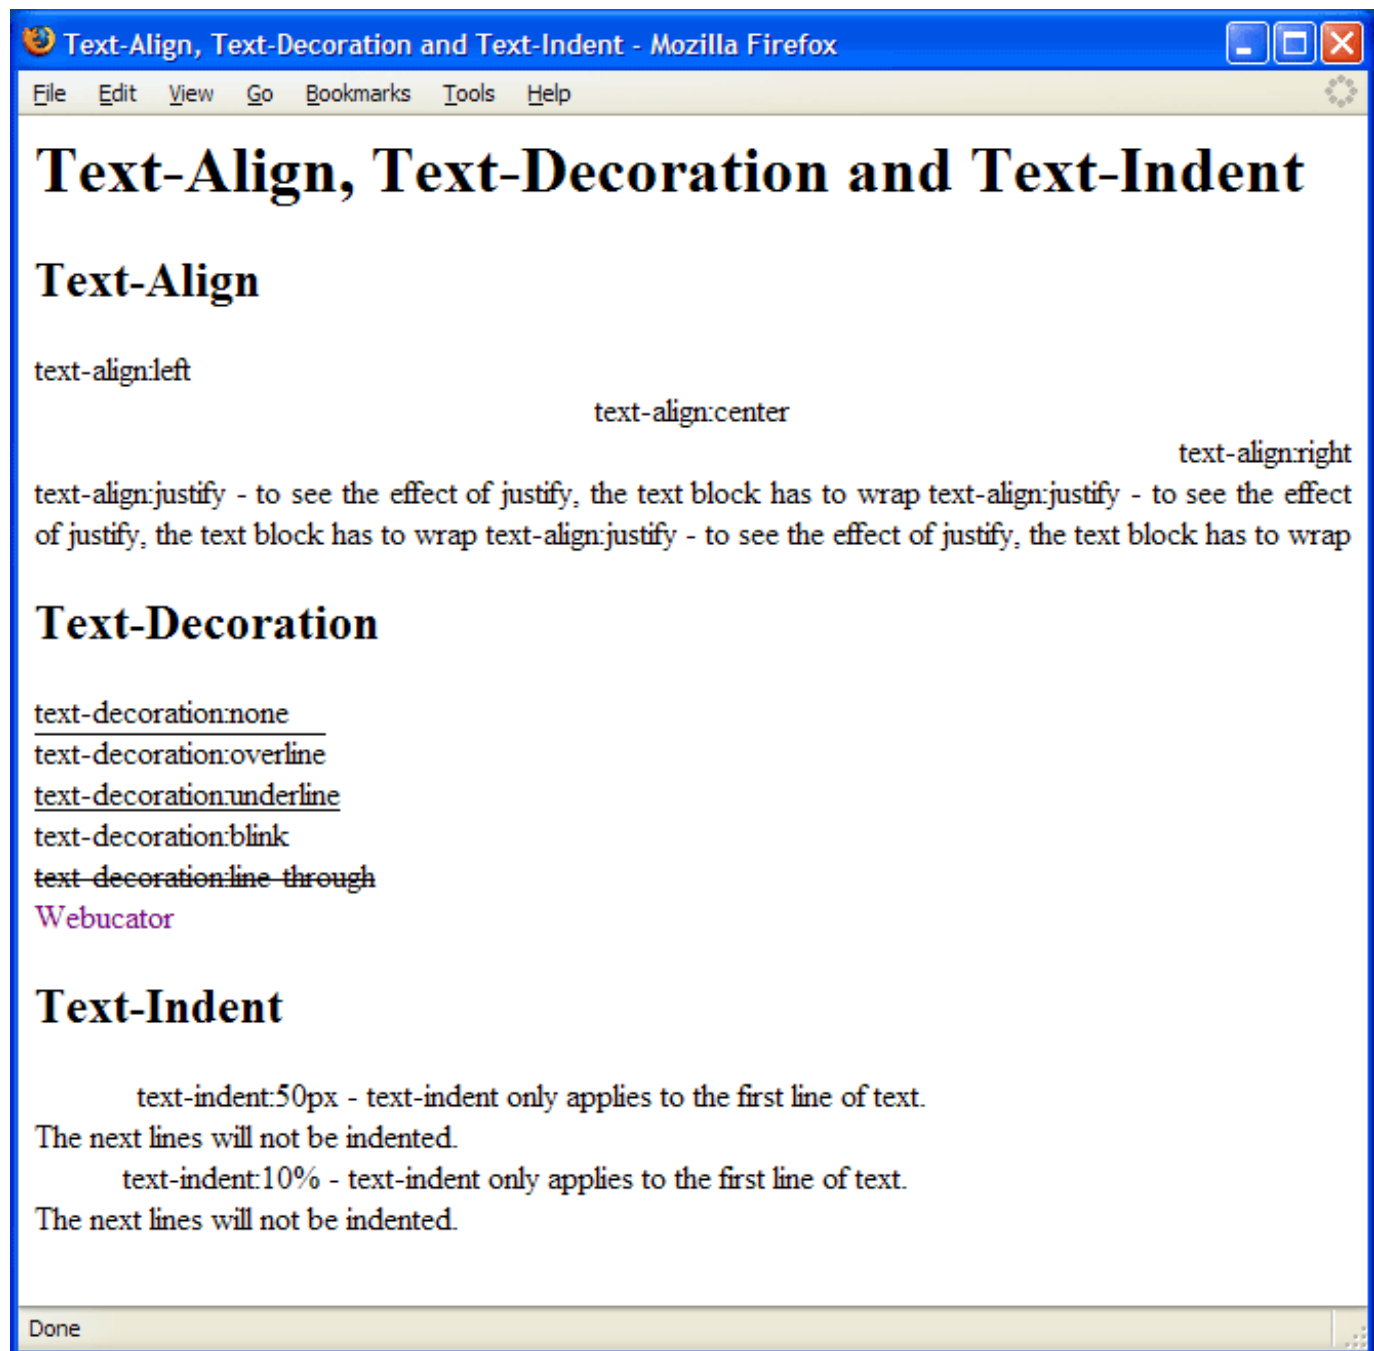 Text-Align, Text-Decoration and Text-Indent - Mozilla Firefox
File Edit View Go Bookmarks Tools Help
Text-Align, Text-Decoration and Text-Indent
Text-Align
text-align:left
text-align:center
text-align:right
text-align:justify - to see the effect of justify, the text block has to wrap text-align:justify - to see the effect
of justify, the text block has to wrap text-align:justify - to see the effect of justify, the text block has to wrap
Text-Decoration
text-decoration:none
text-decoration:overline
text-decoration:underline
text-decoration:blink
text-decoration:line-through
Webucator
Text-Indent
text-indent:50px - text-indent only applies to the first line of text.
The next lines will not be indented.
text-indent:10% - text-indent only applies to the first line of text.
The next lines will not be indented.
Done